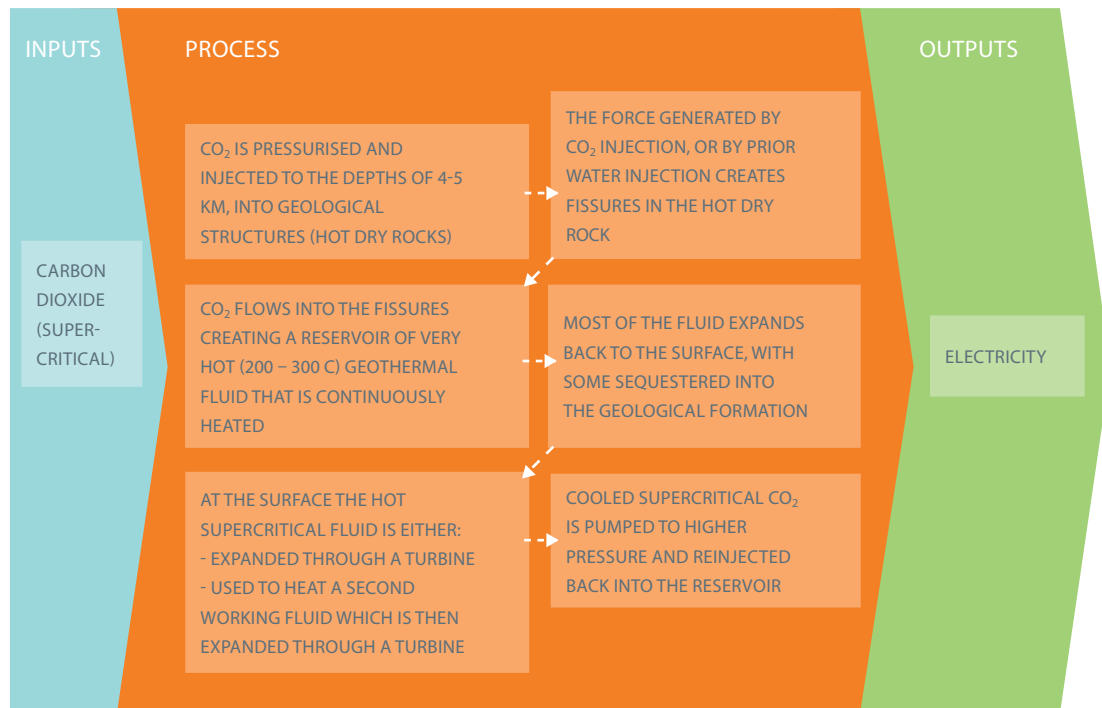 INPUTS
PROCESS
OUTPUTS
CARBON
DIOXIDE
(SUPER-
CRITICAL)
CO₂ IS PRESSURISED AND
INJECTED TO THE DEPTHS OF 4-5
KM, INTO GEOLOGICAL
STRUCTURES (HOT DRY ROCKS)
THE FORCE GENERATED BY
CO₂ INJECTION, OR BY PRIOR
WATER INJECTION CREATES
FISSURES IN THE HOT DRY
ROCK
CO₂ FLOWS INTO THE FISSURES
CREATING A RESERVOIR OF VERY
HOT (200 – 300 C) GEOTHERMAL
FLUID THAT IS CONTINUOUSLY
HEATED
MOST OF THE FLUID EXPANDS
BACK TO THE SURFACE, WITH
SOME SEQUESTERED INTO
THE GEOLOGICAL FORMATION
AT THE SURFACE THE HOT
SUPERCRITICAL FLUID IS EITHER:
- EXPANDED THROUGH A TURBINE
- USED TO HEAT A SECOND
WORKING FLUID WHICH IS THEN
EXPANDED THROUGH A TURBINE
COOLED SUPERCRITICAL CO₂
IS PUMPED TO HIGHER
PRESSURE AND REINJECTED
BACK INTO THE RESERVOIR
ELECTRICITY